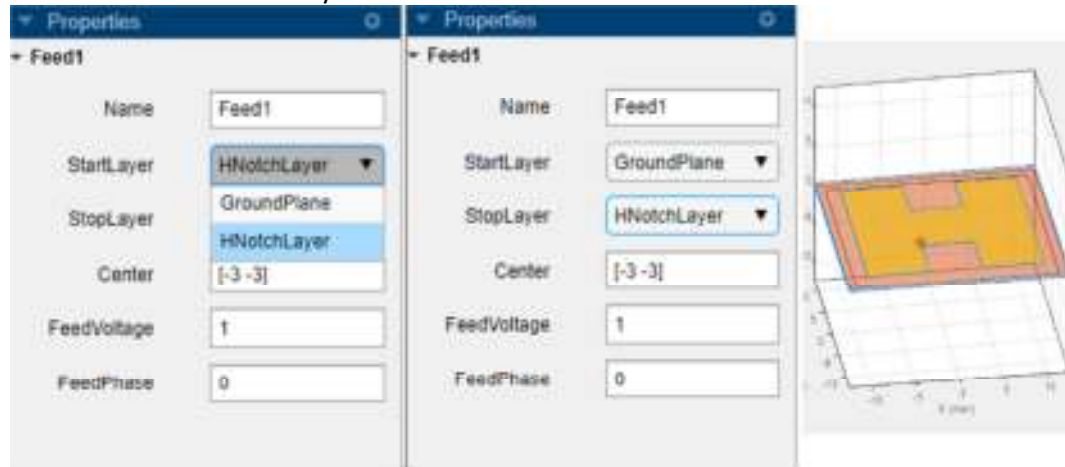 Properties
Feed1
Name Feed1
StartLayer HNotchLayer
GroundPlane
StopLayer
HNotchLayer
Center [-3 -3]
FeedVoltage 1
FeedPhase 0
Properties
Feed1
Name Feed1
StartLayer GroundPlane
StopLayer HNotchLayer
Center [-3 -3]
FeedVoltage 1
FeedPhase 0